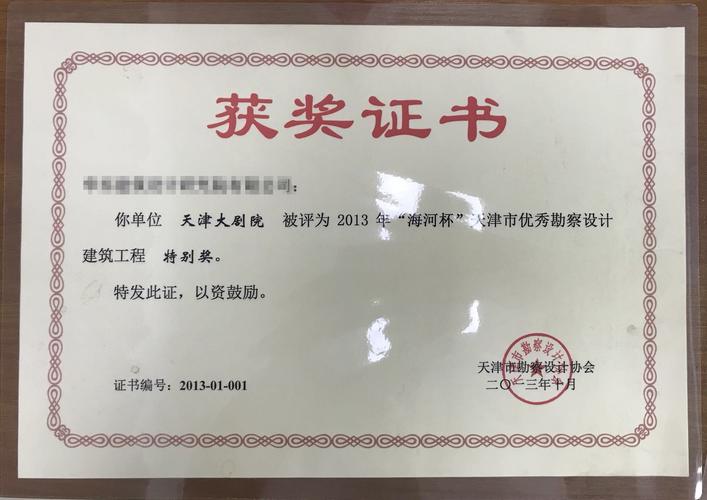 获奖证书
你单位 天津大剧院 被评为 2013 年“海河杯”天津市优秀勘察设计
建筑工程 特别奖。
特发此证，以资鼓励。
天津市勘察设计协会
二〇一三年十月
证书编号：2013-01-001